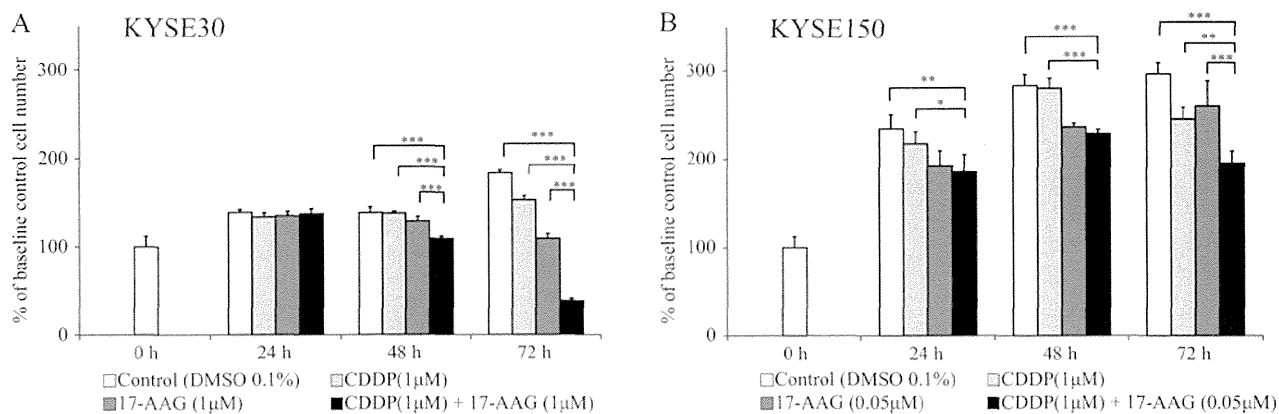 A
KYSE30
% of baseline control cell number
300
200
100
0
***
***
***
***
***
***
0 h
24 h
48 h
72 h
Control (DMSO 0.1%)
CDDP(1μM)
17-AAG (1μM)
CDDP(1μM) + 17-AAG (1μM)
B
KYSE150
% of baseline control cell number
300
200
100
0
**
*
***
***
***
**
***
0 h
24 h
48 h
72 h
Control (DMSO 0.1%)
CDDP(1μM)
17-AAG (0.05μM)
CDDP(1μM) + 17-AAG (0.05μM)